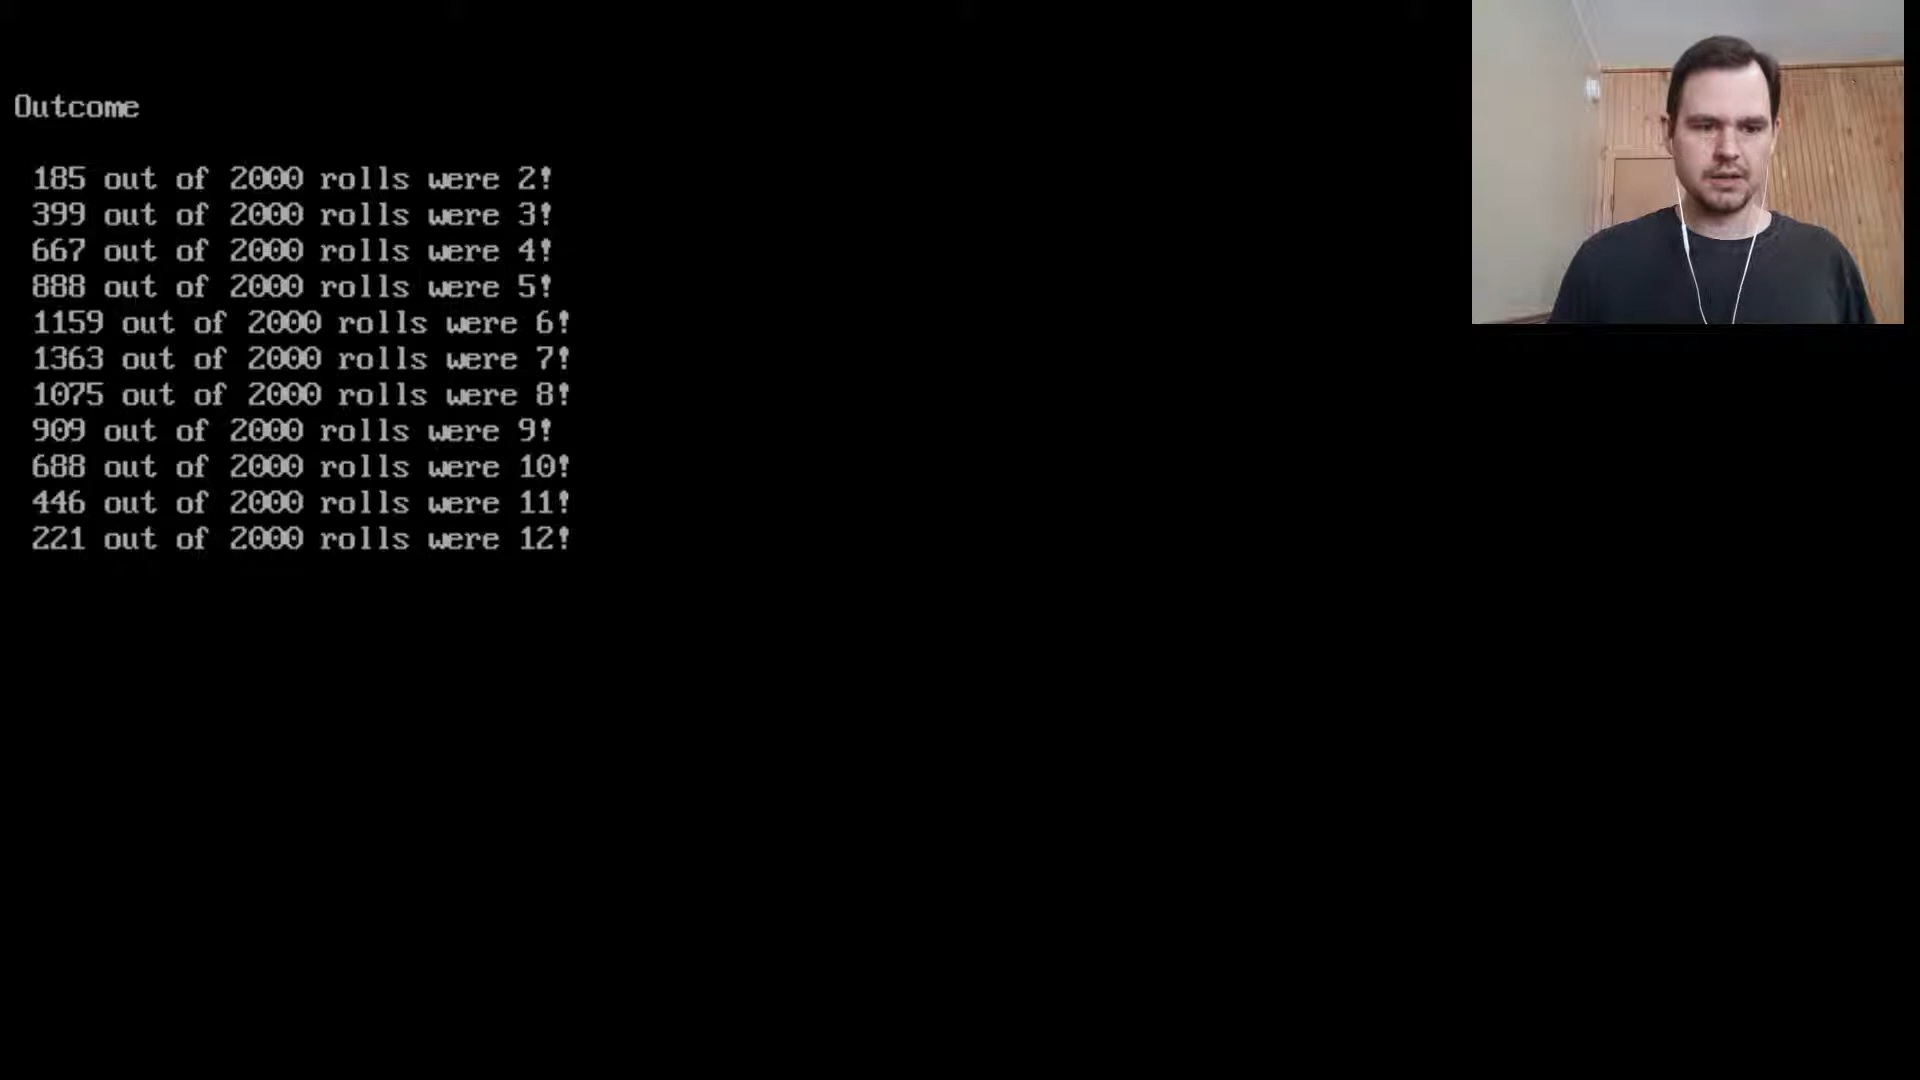 Outcome
185 out of 2000 rolls were 2!
399 out of 2000 rolls were 3!
667 out of 2000 rolls were 4!
888 out of 2000 rolls were 5!
1159 out of 2000 rolls were 6!
1363 out of 2000 rolls were 7!
1075 out of 2000 rolls were 8!
909 out of 2000 rolls were 9!
688 out of 2000 rolls were 10!
446 out of 2000 rolls were 11!
221 out of 2000 rolls were 12!